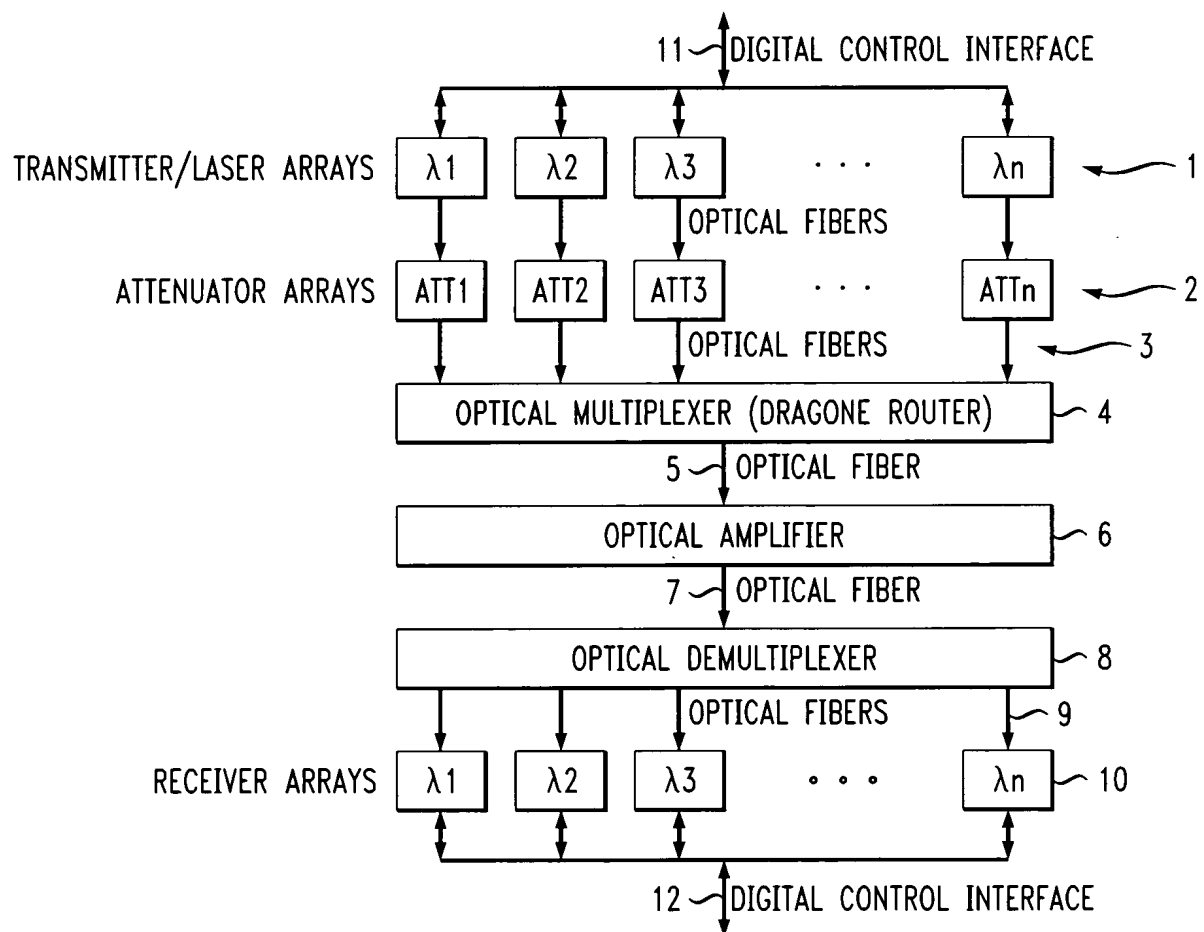 11 DIGITAL CONTROL INTERFACE
TRANSMITTER/LASER ARRAYS λ1 λ2 λ3 . . . λn 1
OPTICAL FIBERS
ATTENUATOR ARRAYS ATT1 ATT2 ATT3 . . . ATTn 2
OPTICAL FIBERS 3
OPTICAL MULTIPLEXER (DRAGONE ROUTER) 4
5 OPTICAL FIBER
OPTICAL AMPLIFIER 6
7 OPTICAL FIBER
OPTICAL DEMULTIPLEXER 8
OPTICAL FIBERS 9
RECEIVER ARRAYS λ1 λ2 λ3 ∘ ∘ ∘ λn 10
12 DIGITAL CONTROL INTERFACE